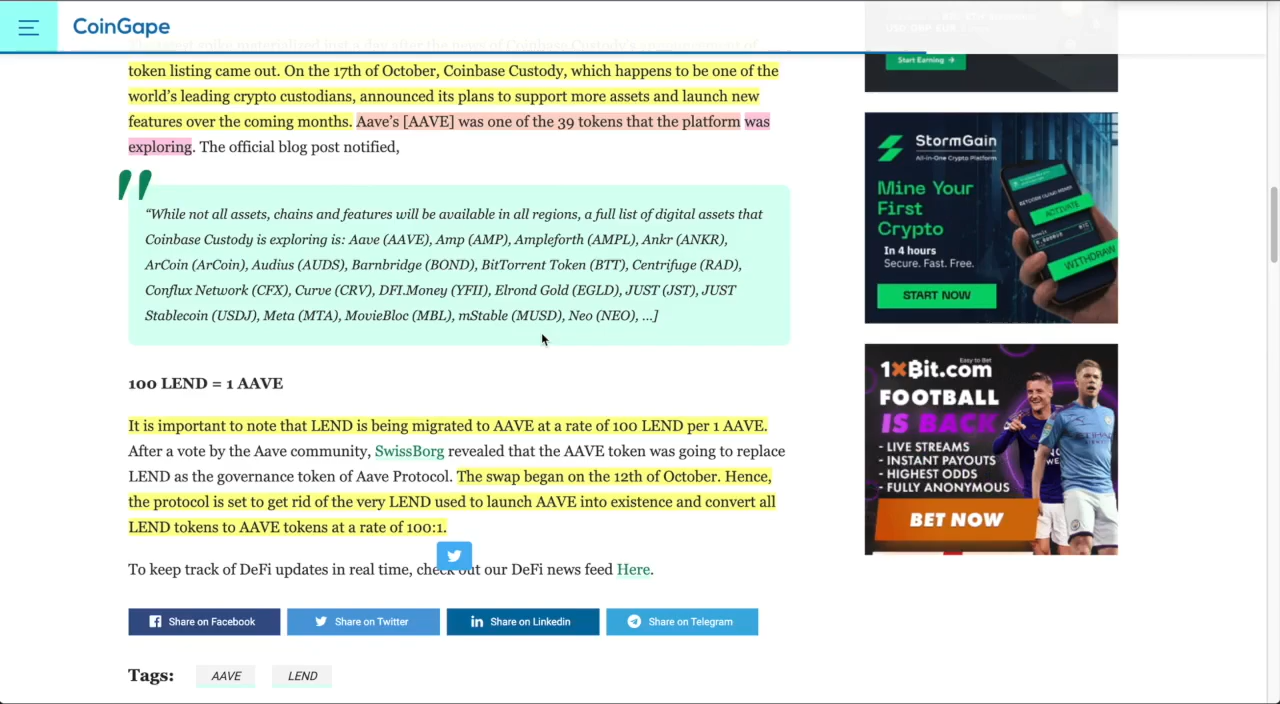 CoinGape
token listing came out. On the 17th of October, Coinbase Custody, which happens to be one of the
world's leading crypto custodians, announced its plans to support more assets and launch new
features over the coming months. Aave's [AAVE] was one of the 39 tokens that the platform was
exploring. The official blog post notified,
“While not all assets, chains and features will be available in all regions, a full list of digital assets that
Coinbase Custody is exploring is: Aave (AAVE), Amp (AMP), Ampleforth (AMPL), Ankr (ANKR),
ArCoin (ArCoin), Audius (AUDS), Barnbridge (BOND), BitTorrent Token (BTT), Centrifuge (RAD),
Conflux Network (CFX), Curve (CRV), DFI.Money (YFII), Elrond Gold (EGLD), JUST (JST), JUST
Stablecoin (USDJ), Meta (MTA), MovieBloc (MBL), mStable (MUSD), Neo (NEO), ...]
100 LEND = 1 AAVE
It is important to note that LEND is being migrated to AAVE at a rate of 100 LEND per 1 AAVE.
After a vote by the Aave community, SwissBorg revealed that the AAVE token was going to replace
LEND as the governance token of Aave Protocol. The swap began on the 12th of October. Hence,
the protocol is set to get rid of the very LEND used to launch AAVE into existence and convert all
LEND tokens to AAVE tokens at a rate of 100:1.
To keep track of DeFi updates in real time, check out our DeFi news feed Here.
Share on Facebook
Share on Twitter
Share on Linkedin
Share on Telegram
Tags:
AAVE
LEND
Start Earning →
StormGain
All-in-One Crypto Platform
Mine Your
First
Crypto
In 4 hours
Secure. Fast. Free.
START NOW
ACTIVATE
WITHDRAW
Easy to Bet
1xBit.com
FOOTBALL
IS BACK
- LIVE STREAMS
- INSTANT PAYOUTS
- HIGHEST ODDS
- FULLY ANONYMOUS
BET NOW